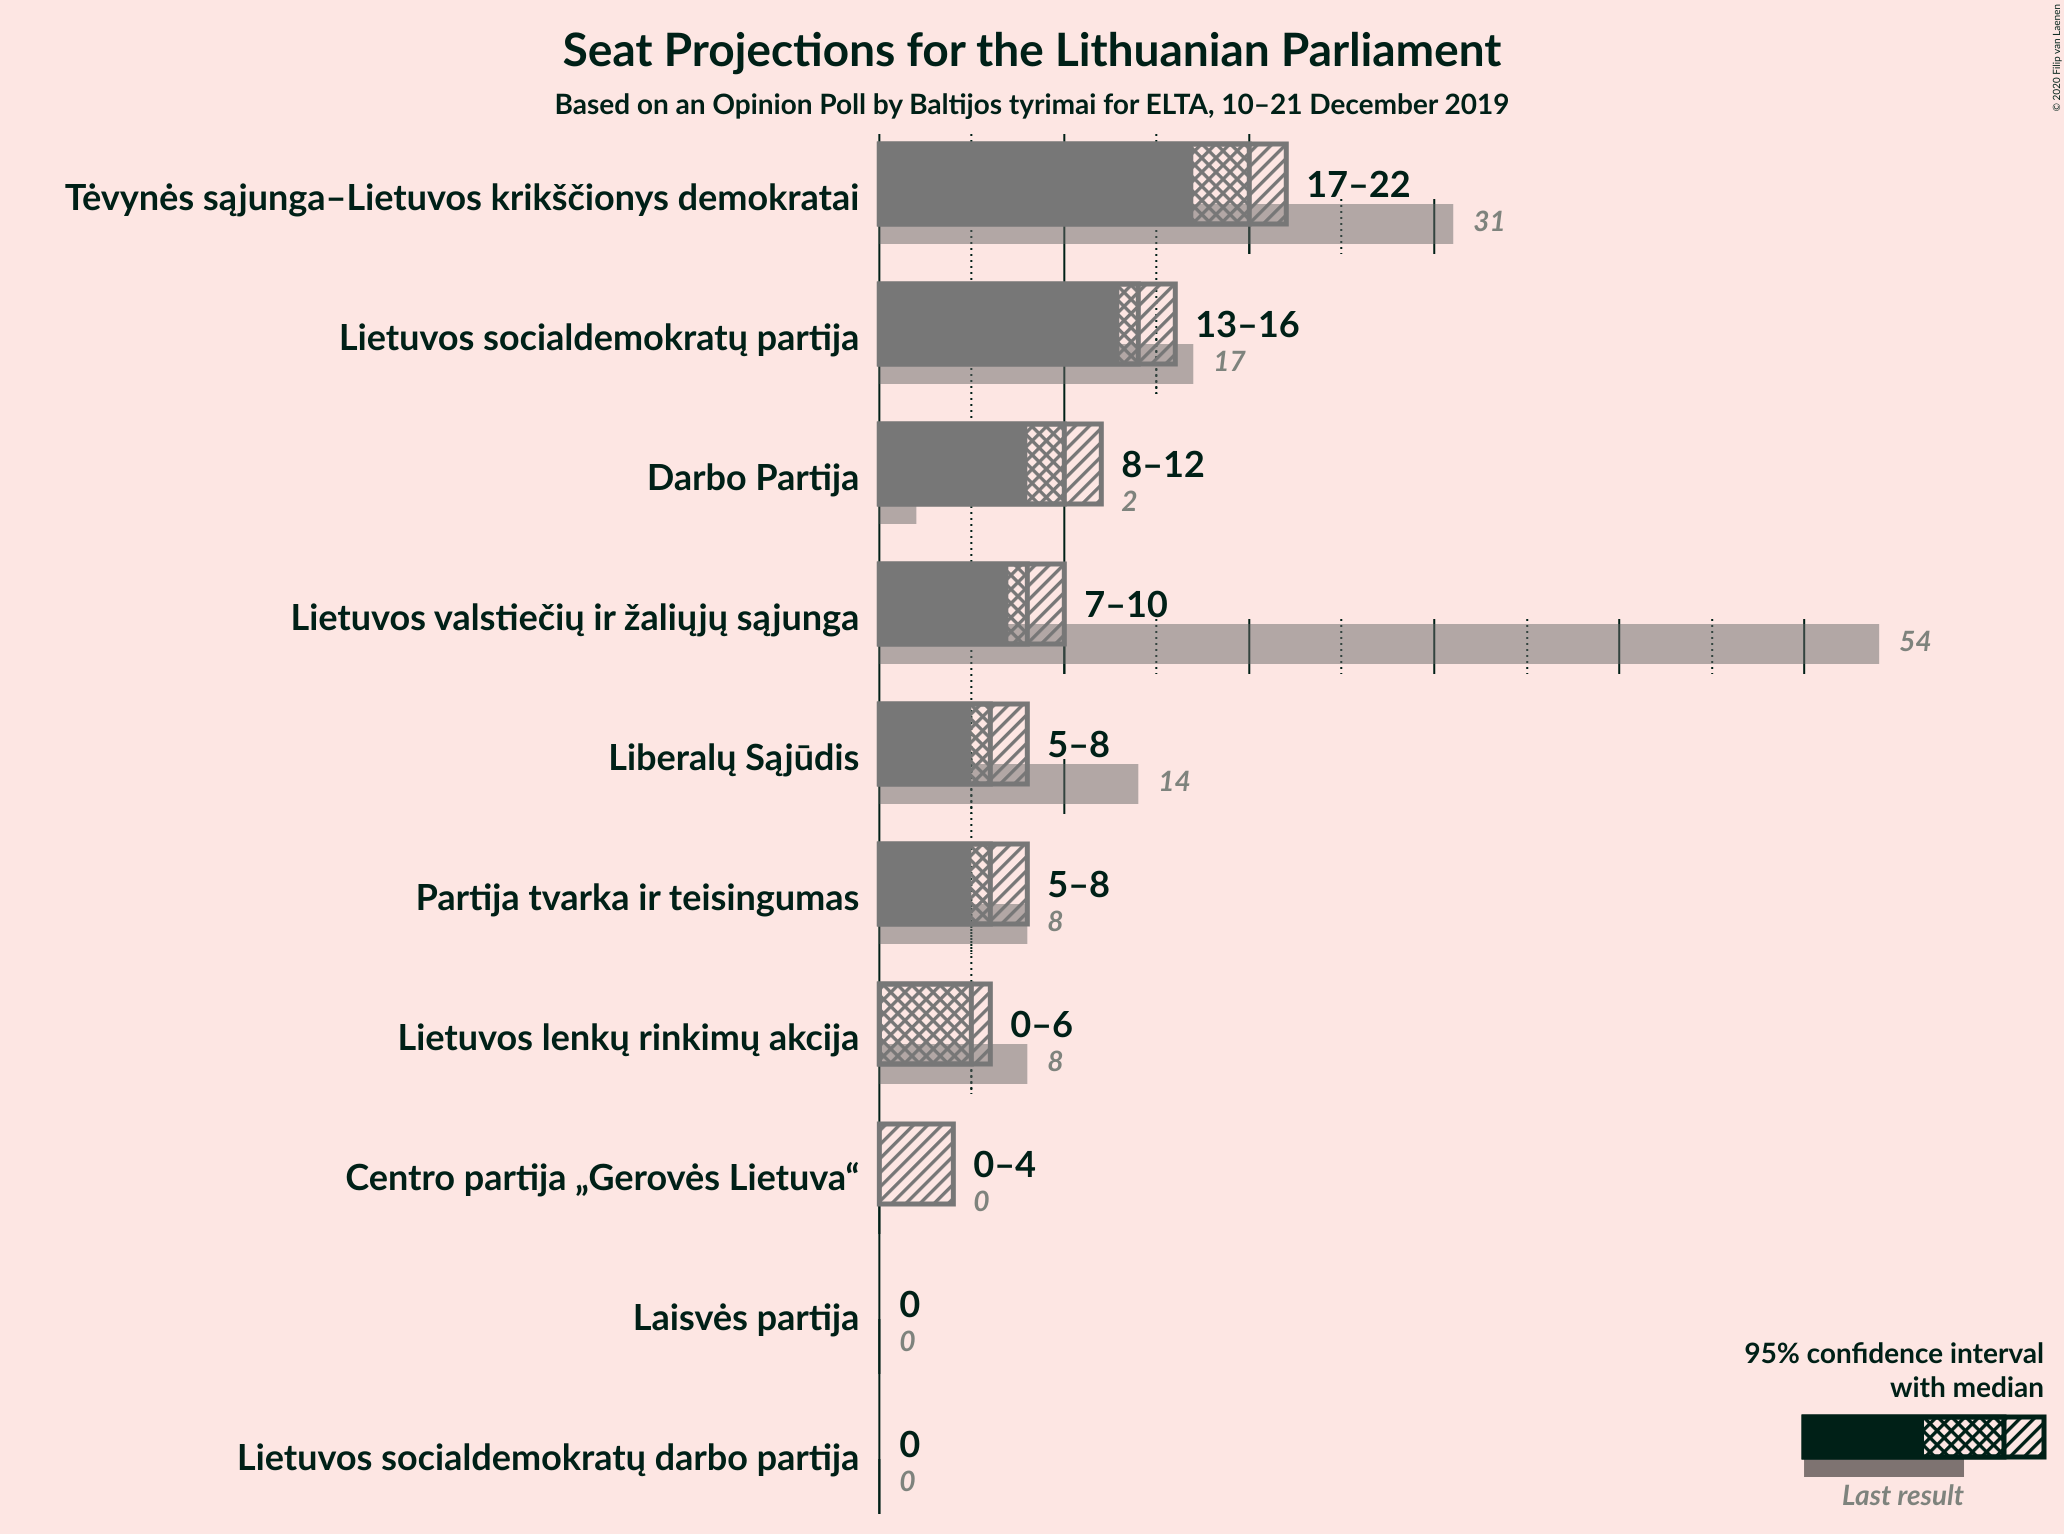 Seat Projections for the Lithuanian Parliament
Based on an Opinion Poll by Baltijos tyrimai for ELTA, 10–21 December 2019
© 2020 Filip van Laenen
Tėvynės sąjunga–Lietuvos krikščionys demokratai
17–22
31
Lietuvos socialdemokratų partija
13–16
17
Darbo Partija
8–12
2
Lietuvos valstiečių ir žaliųjų sąjunga
7–10
54
Liberalų Sąjūdis
5–8
14
Partija tvarka ir teisingumas
5–8
8
Lietuvos lenkų rinkimų akcija
0–6
8
Centro partija „Gerovės Lietuva“
0–4
0
Laisvės partija
0
0
Lietuvos socialdemokratų darbo partija
0
0
95% confidence interval
with median
Last result